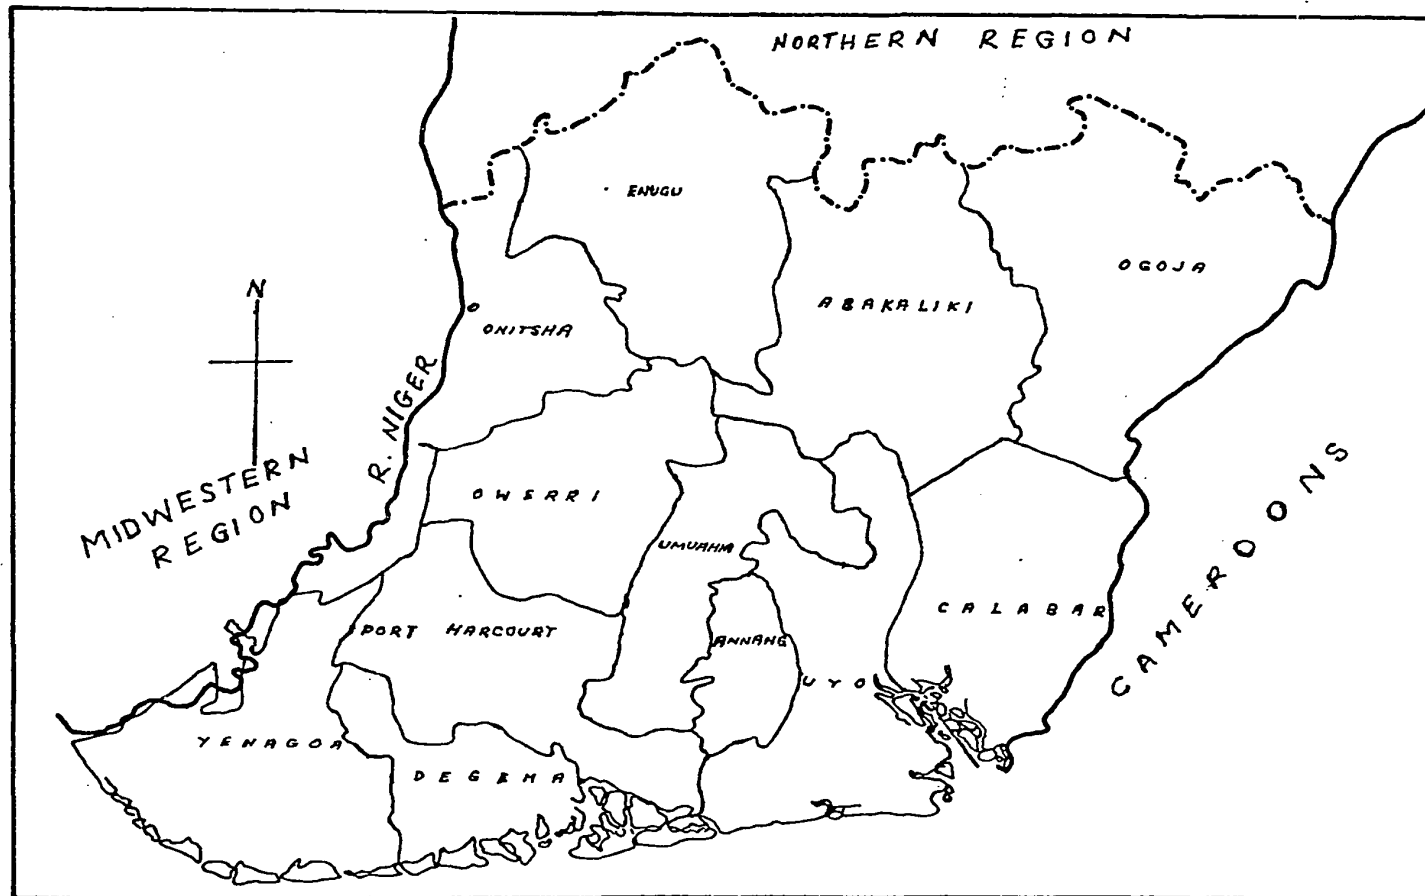 NORTHERN REGION
ENUGU
OGOJA
ABAKALIKI
N
ONITSHA
R. NIGER
MIDWESTERN
REGION
OWERRI
CAMEROONS
UMUAHIA
CALABAR
PORT HARCOURT
ANNANG
UYO
YENAGOA
DEGEMA